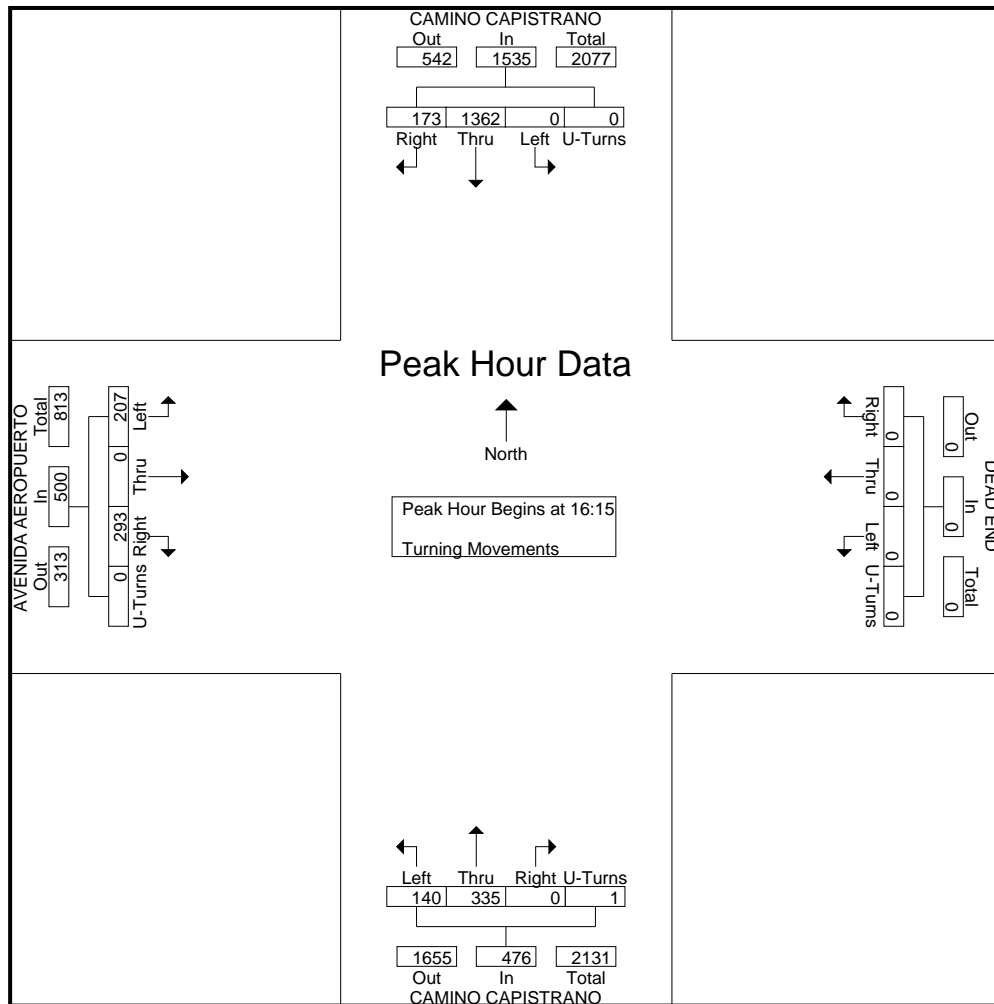 CAMINO CAPISTRANO
Out In Total
542 1535 2077
173 1362 0 0
Right Thru Left U-Turns
Peak Hour Data
North
Peak Hour Begins at 16:15
Turning Movements
AVENIDA AEROPUERTO
Out In Total
313 500 813
0 293 0 207
U-Turns Right Thru Left
DEAD END
Out In Total
0 0 0
0 0 0 0
Right Thru Left U-Turns
Left Thru Right U-Turns
140 335 0 1
1655 476 2131
Out In Total
CAMINO CAPISTRANO